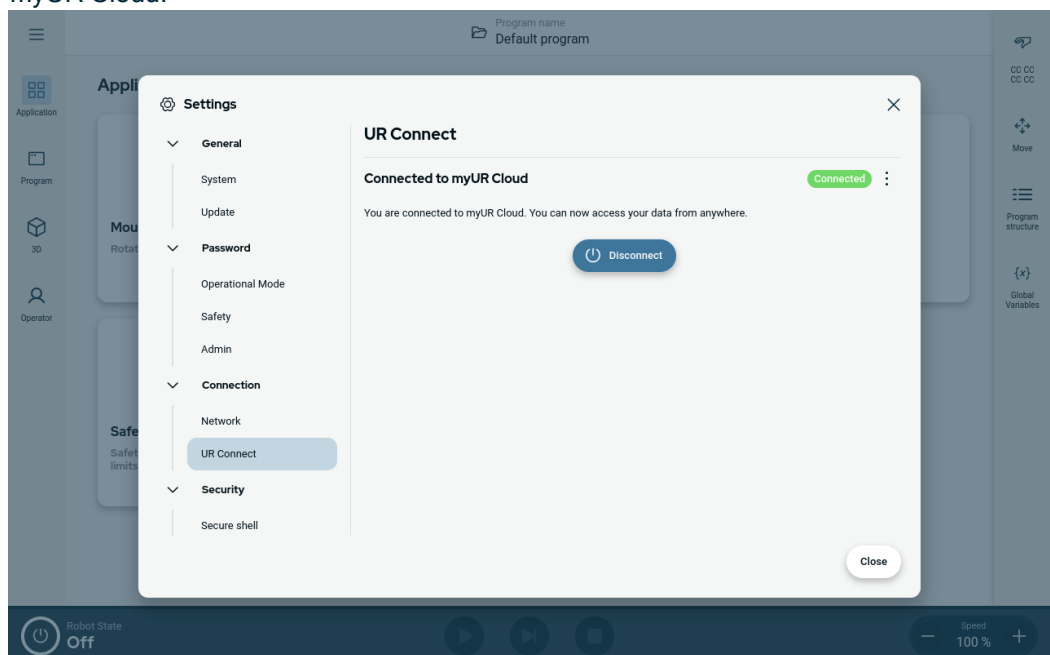 Program name
Default program
Application
Program
3D
Operator
Appli
Mou
Rotat
Safe
Safet
limits
Settings
General
System
Update
Password
Operational Mode
Safety
Admin
Connection
Network
UR Connect
Security
Secure shell
UR Connect
Connected to myUR Cloud
Connected
You are connected to myUR Cloud. You can now access your data from anywhere.
Disconnect
Close
CC CC
CC CC
Move
Program
structure
{x}
Global
Variables
Robot State
Off
Speed
100 %